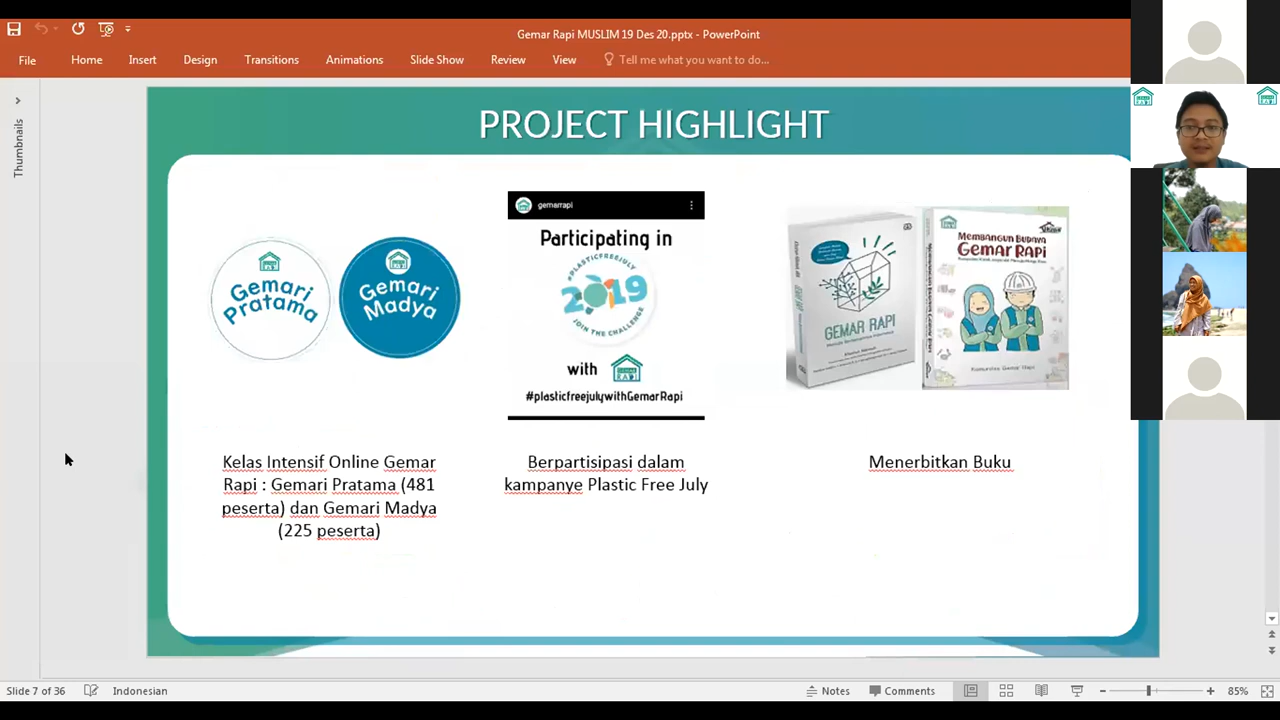 Gemar Rapi MUSLIM 19 Des 20.pptx - PowerPoint
File Home Insert Design Transitions Animations Slide Show Review View Tell me what you want to do...
Thumbnails
PROJECT HIGHLIGHT
Gemari
Pratama
Gemari
Madya
gemarrapi
Participating in
#PLASTICFREEJULY
2019
JOIN THE CHALLENGE
with
#plasticfreejulywithGemarRapi
GEMAR RAPI
Membangun Budaya
Gemar Rapi
Komunitas Gemar Rapi
Kelas Intensif Online Gemar
Rapi : Gemari Pratama (481
peserta) dan Gemari Madya
(225 peserta)
Berpartisipasi dalam
kampanye Plastic Free July
Menerbitkan Buku
Slide 7 of 36 Indonesian Notes Comments 85%